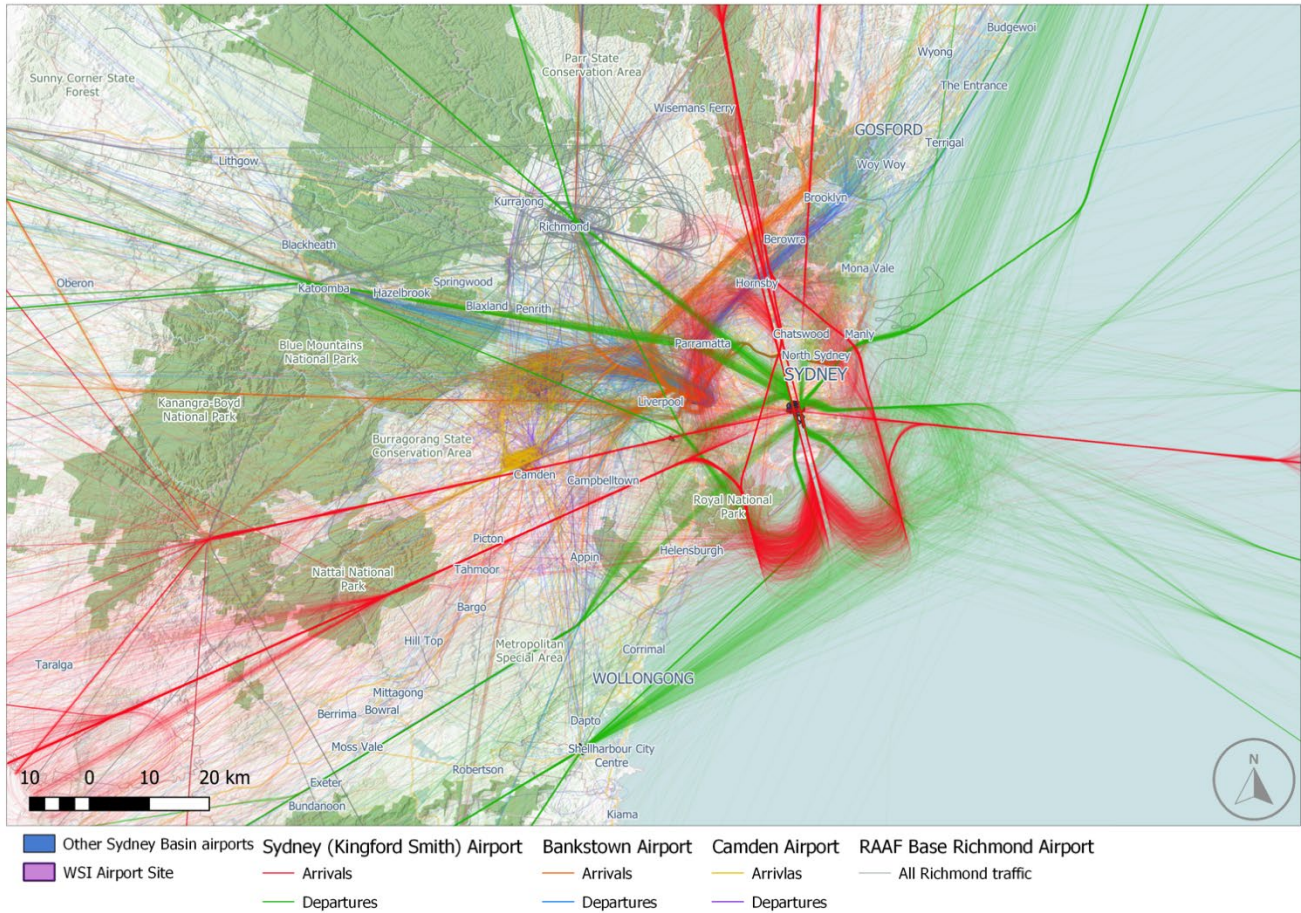 Budgewoi
Wyong
Parr State
Conservation Area
Sunny Corner State
Forest
The Entrance
Wisemans Ferry
GOSFORD
Terrigal
Lithgow
Woy Woy
Kurrajong
Brooklyn
Richmond
Blackheath
Berowra
Mona Vale
Oberon
Springwood
Hornsby
Katoomba
Hazelbrook
Blaxland
Penrith
Chatswood
Manly
Blue Mountains
National Park
Parramatta
North Sydney
SYDNEY
Kanangra-Boyd
National Park
Liverpool
Burragorang State
Conservation Area
Camden
Campbelltown
Royal National
Park
Picton
Appin
Helensburgh
Nattai National
Park
Tahmoor
Bargo
Hill Top
Metropolitan
Special Area
Corrimal
Taralga
WOLLONGONG
Mittagong
Berrima
Bowral
Dapto
Moss Vale
Shellharbour City
Centre
Robertson
Exeter
Bundanoon
Kiama
10 0 10 20 km
N
Other Sydney Basin airports
WSI Airport Site
Sydney (Kingford Smith) Airport
Arrivals
Departures
Bankstown Airport
Arrivals
Departures
Camden Airport
Arrivlas
Departures
RAAF Base Richmond Airport
All Richmond traffic